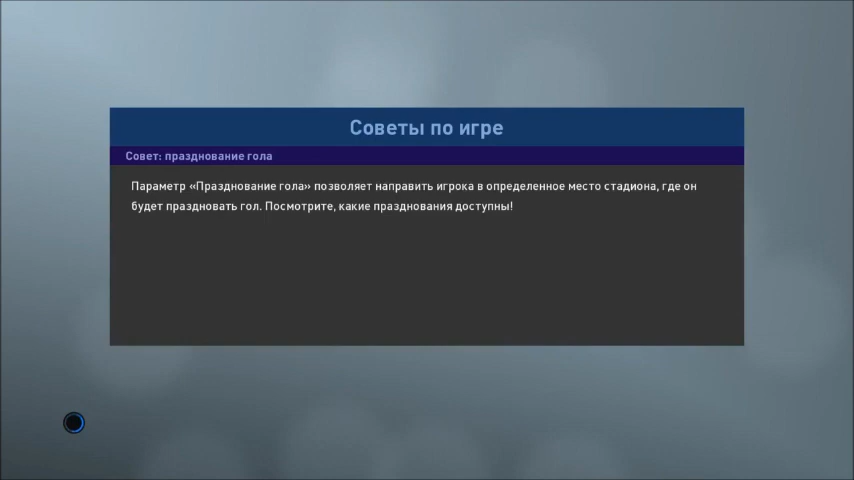 Советы по игре
Совет: празднование гола
Параметр «Празднование гола» позволяет направить игрока в определенное место стадиона, где он
будет праздновать гол. Посмотрите, какие празднования доступны!